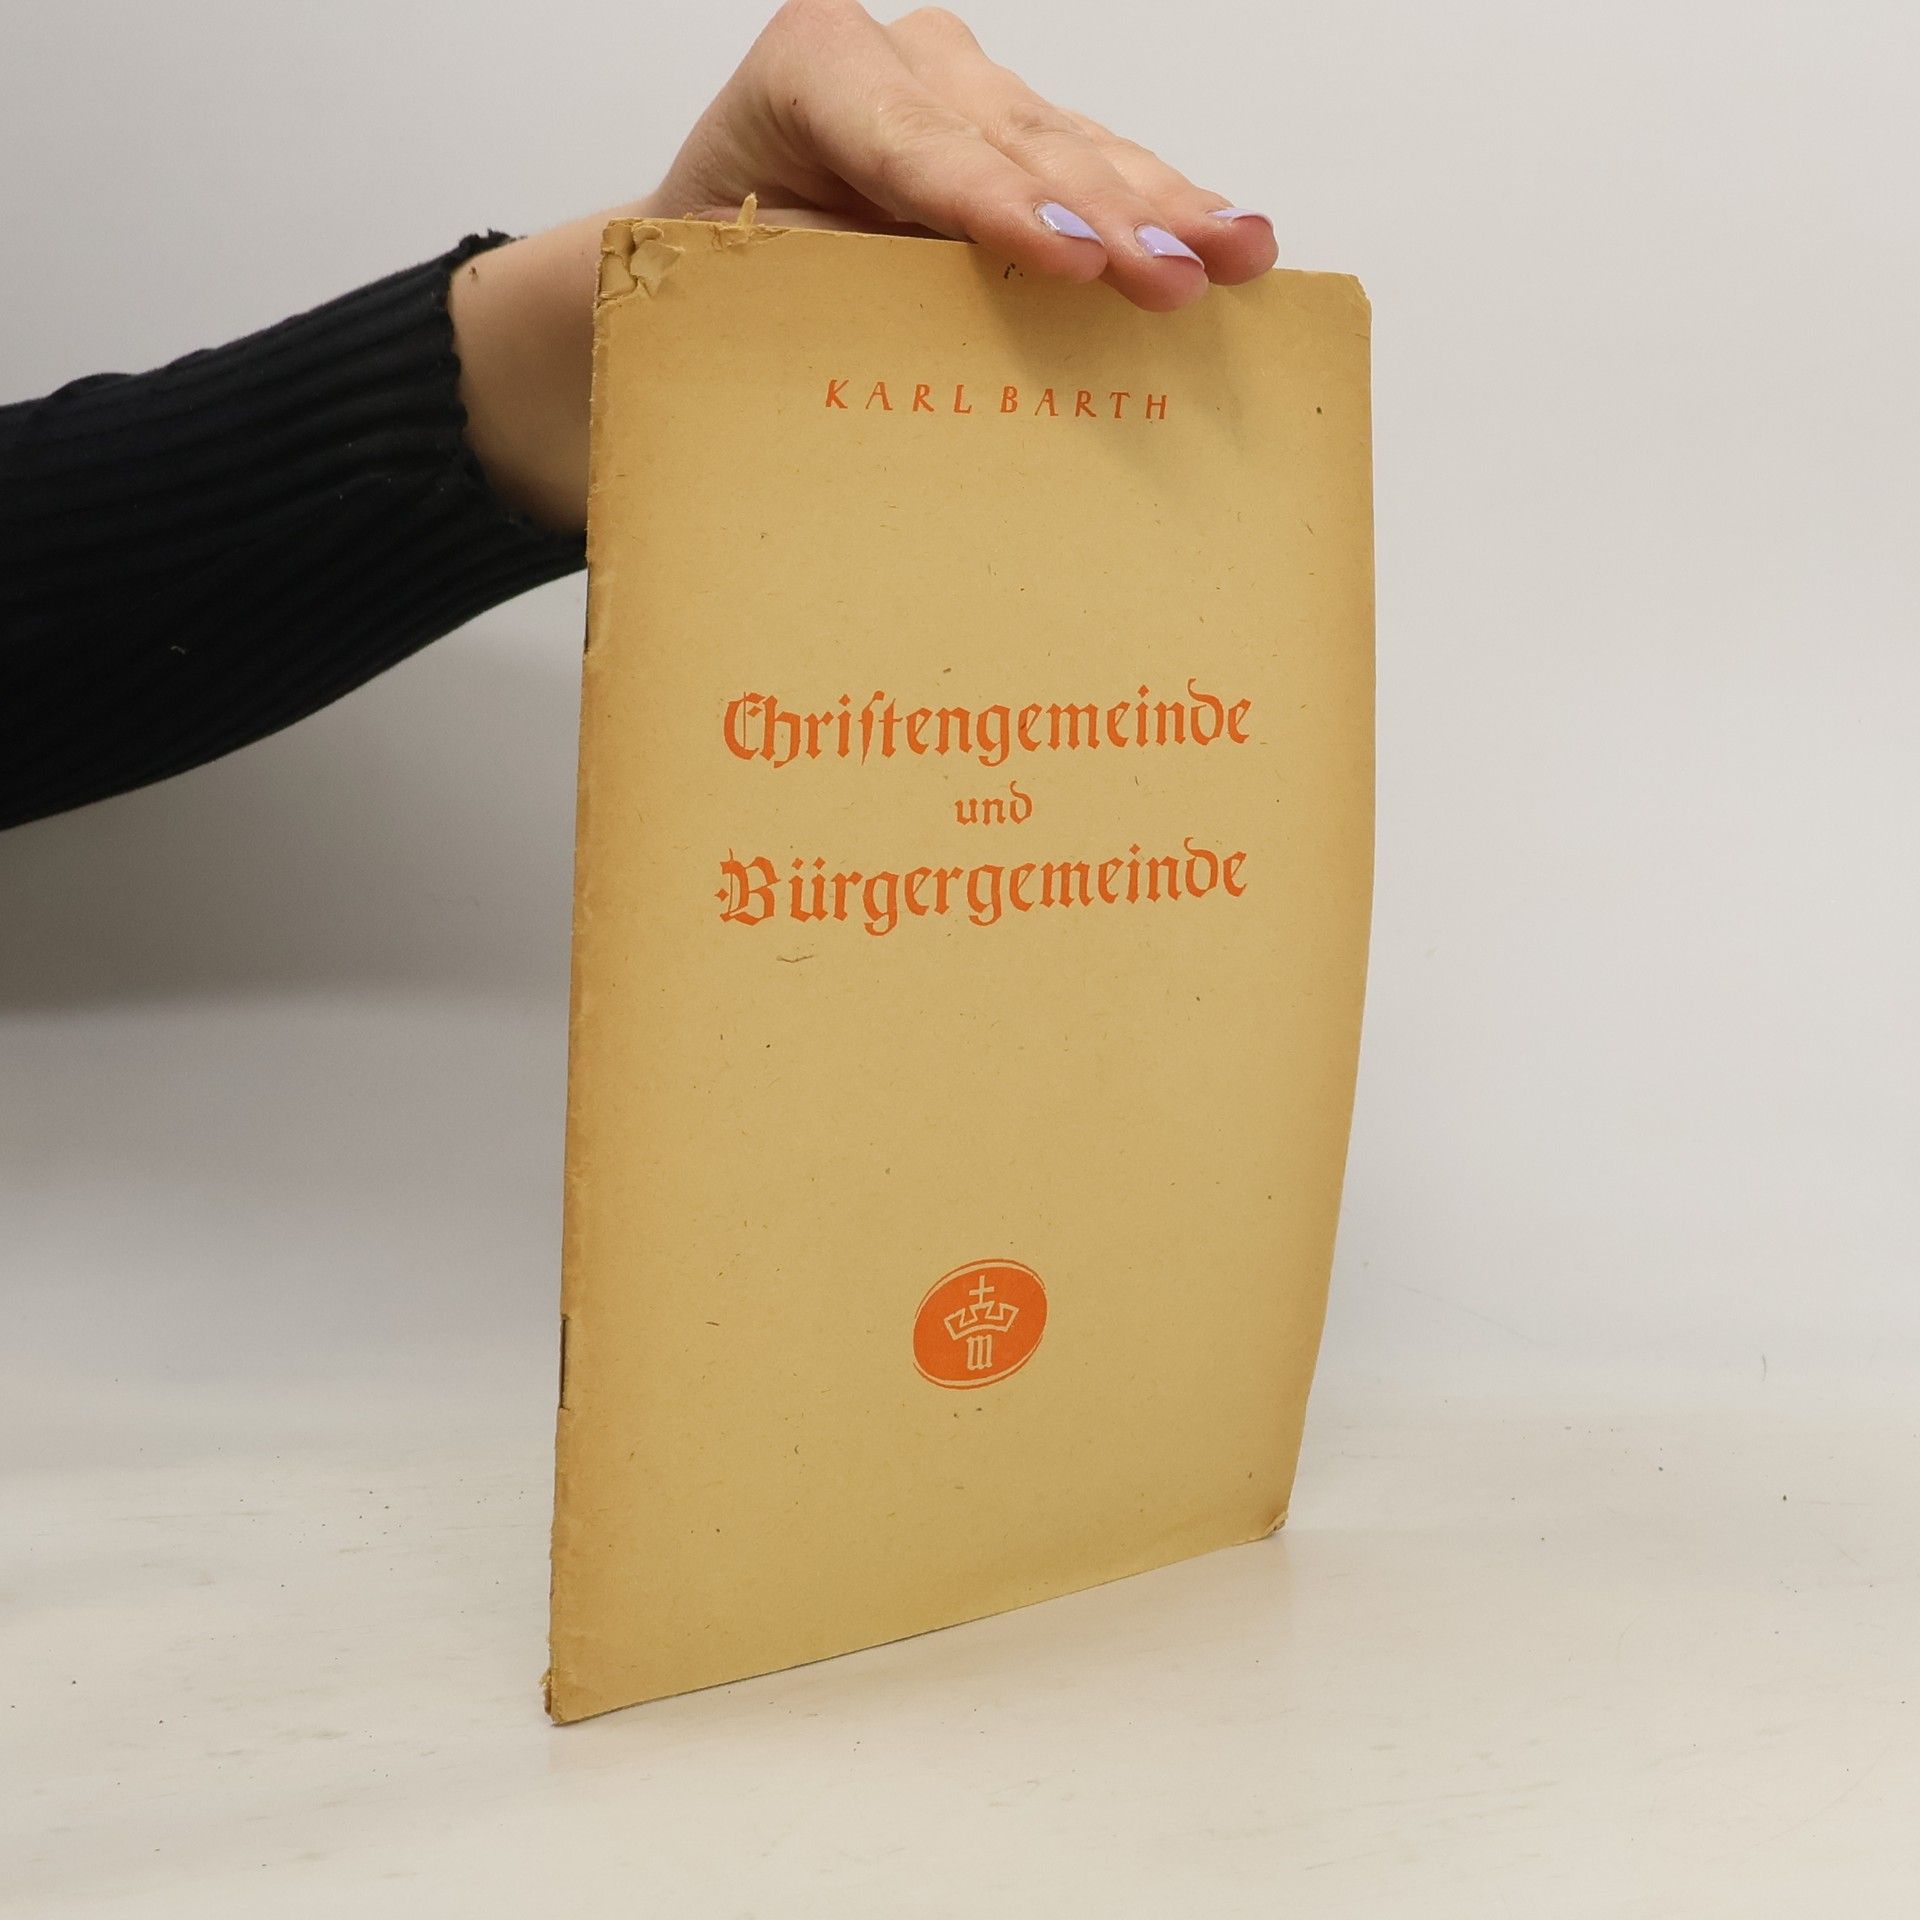 KARL BARTH
Christengemeinde
und
Bürgergemeinde
m